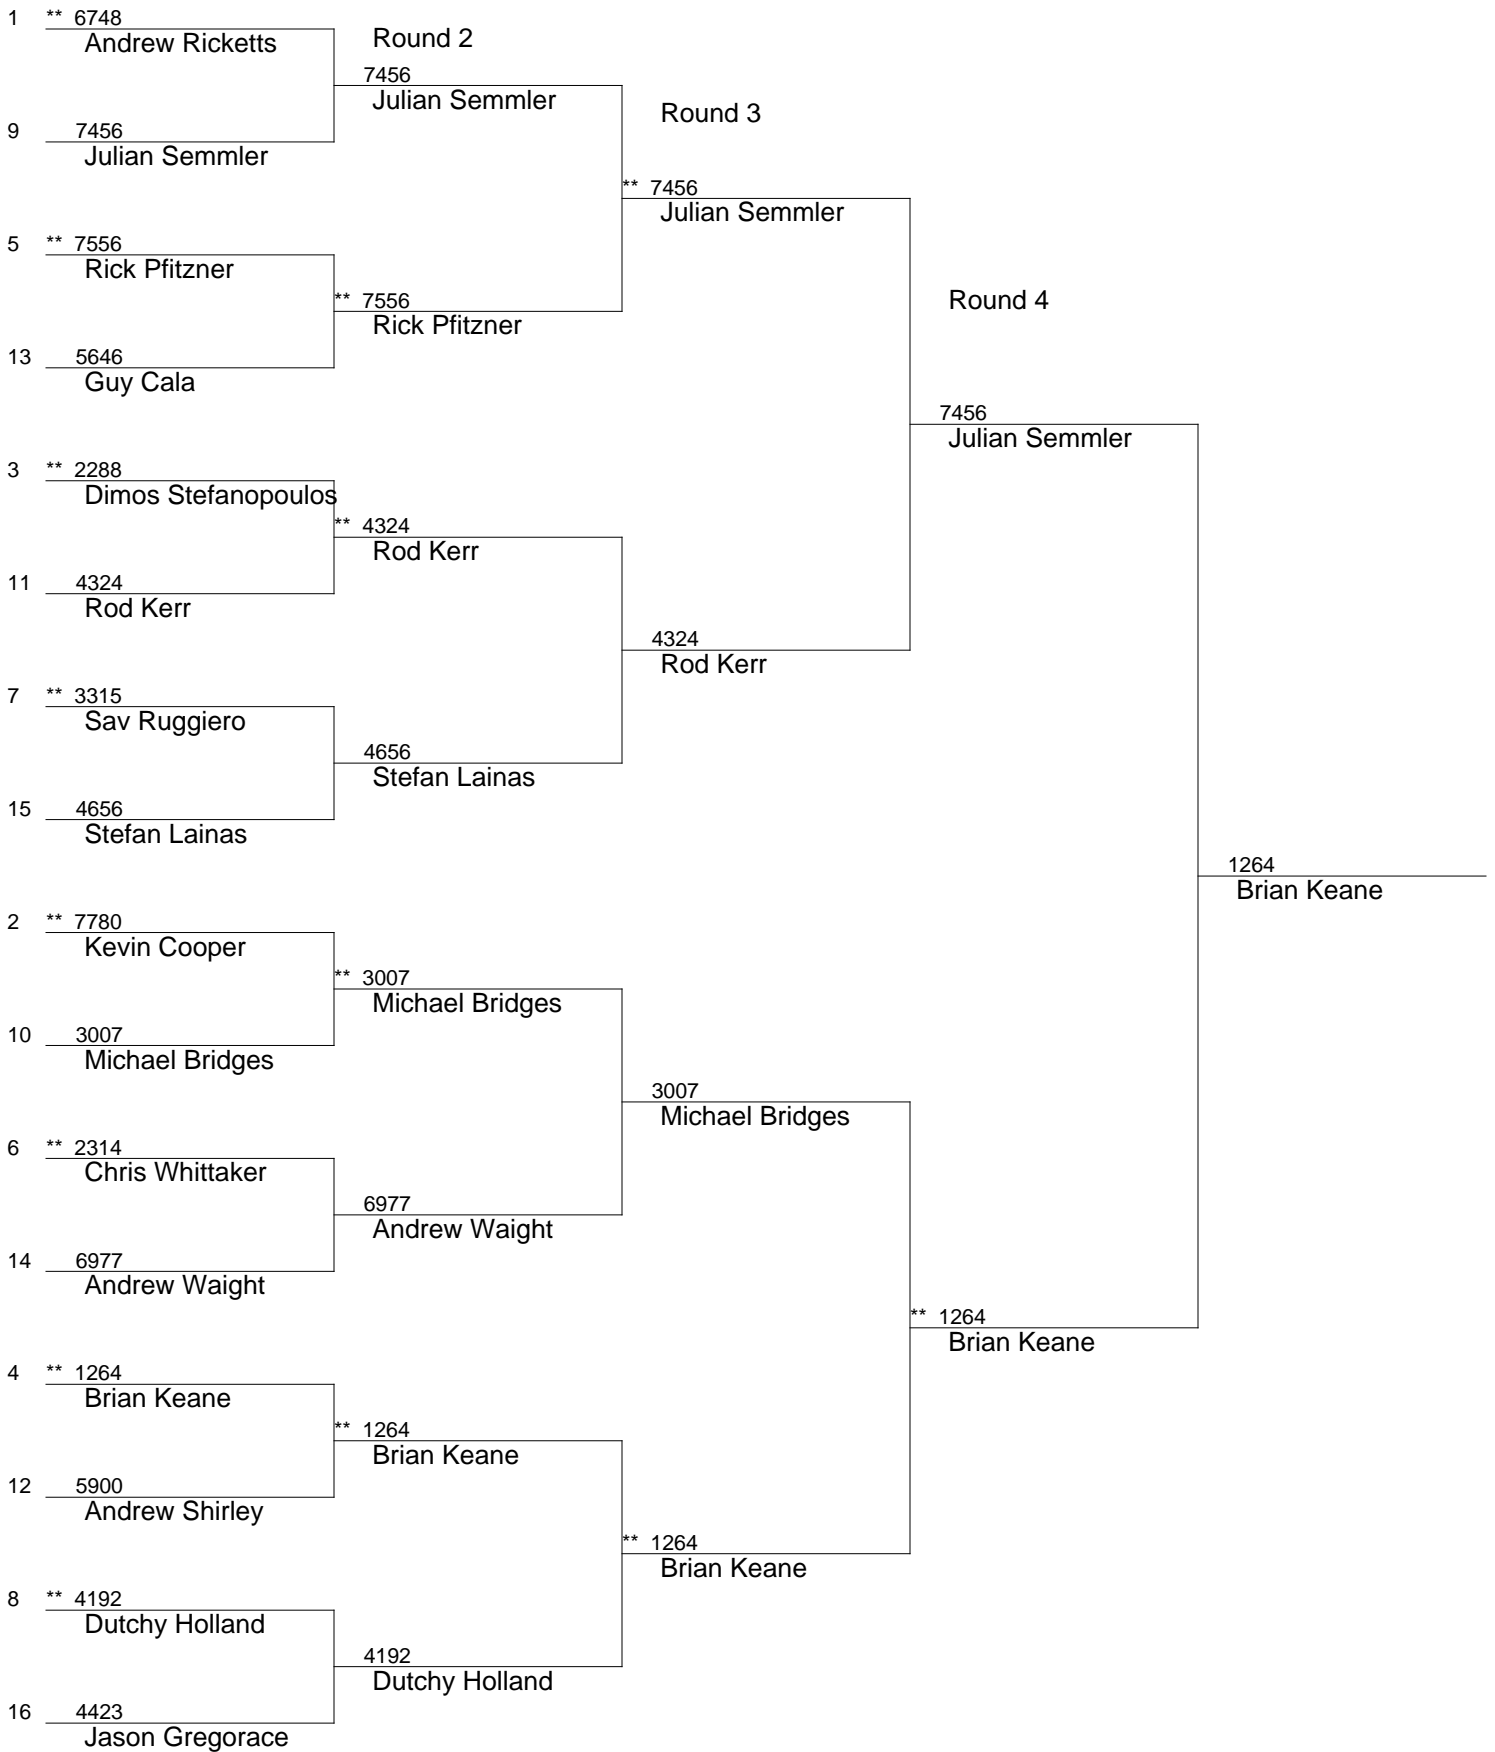 1 ** 6748
Andrew Ricketts
Round 2
7456
Julian Semmler
Round 3
9 7456
Julian Semmler
** 7456
Julian Semmler
5 ** 7556
Rick Pfitzner
** 7556
Rick Pfitzner
Round 4
13 5646
Guy Cala
7456
Julian Semmler
3 ** 2288
Dimos Stefanopoulos
** 4324
Rod Kerr
11 4324
Rod Kerr
4324
Rod Kerr
7 ** 3315
Sav Ruggiero
4656
Stefan Lainas
15 4656
Stefan Lainas
1264
Brian Keane
2 ** 7780
Kevin Cooper
** 3007
Michael Bridges
10 3007
Michael Bridges
3007
Michael Bridges
6 ** 2314
Chris Whittaker
6977
Andrew Waight
14 6977
Andrew Waight
** 1264
Brian Keane
4 ** 1264
Brian Keane
** 1264
Brian Keane
12 5900
Andrew Shirley
** 1264
Brian Keane
8 ** 4192
Dutchy Holland
4192
Dutchy Holland
16 4423
Jason Gregorace